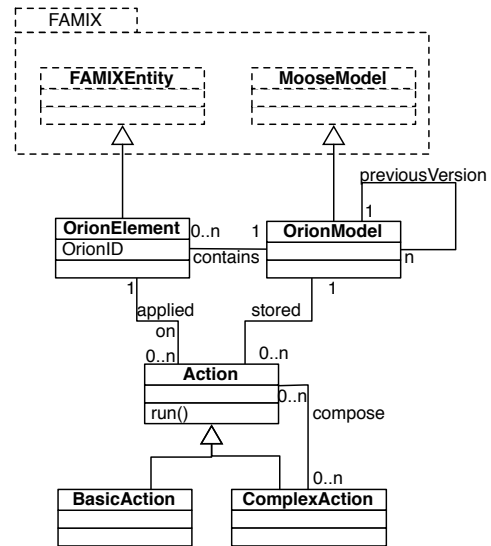 FAMIX
FAMIXEntity
MooseModel
previousVersion
1
OrionElement
0..n
1
OrionModel
OrionID
contains
n
1
1
applied
on
stored
0..n
0..n
Action
0..n
run()
compose
0..n
BasicAction
ComplexAction